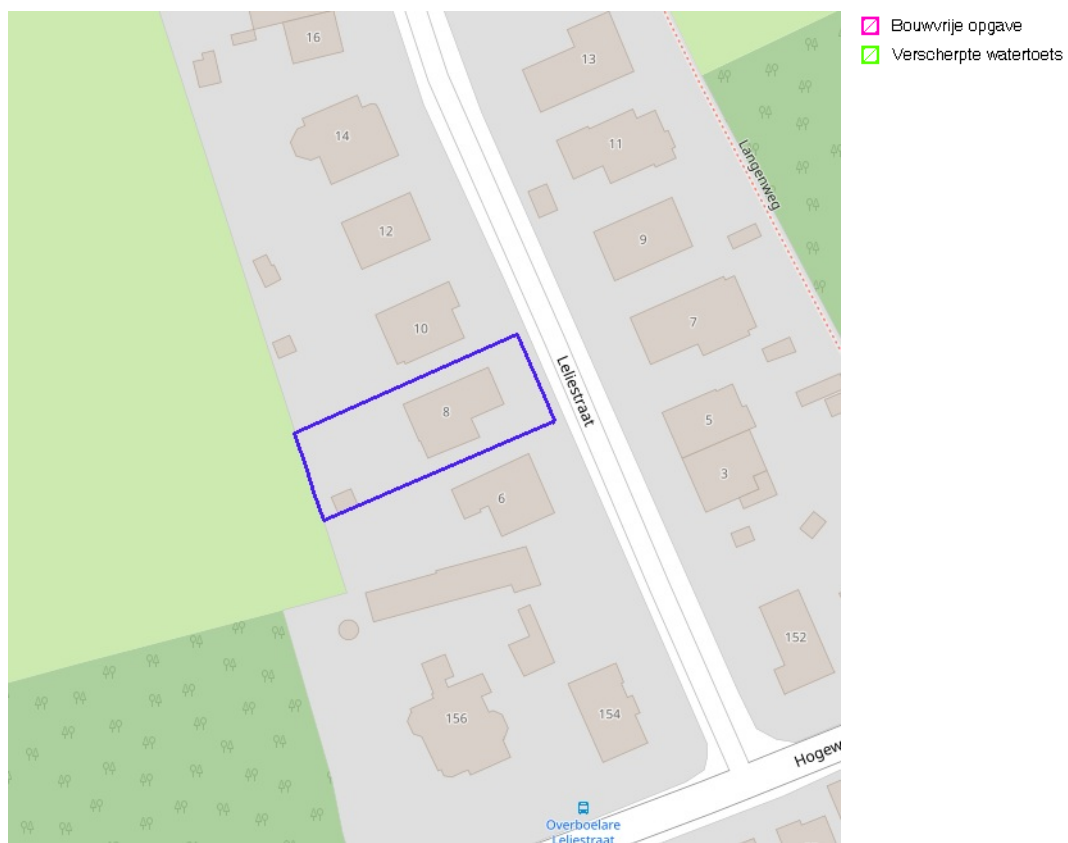 Bouwvrije opgave
Verscherpte watertoets
16
13
14
11
Langenweg
12
9
10
7
Leliestraat
8
5
3
6
152
156
154
Hogew
Overboelare
Leliestraat